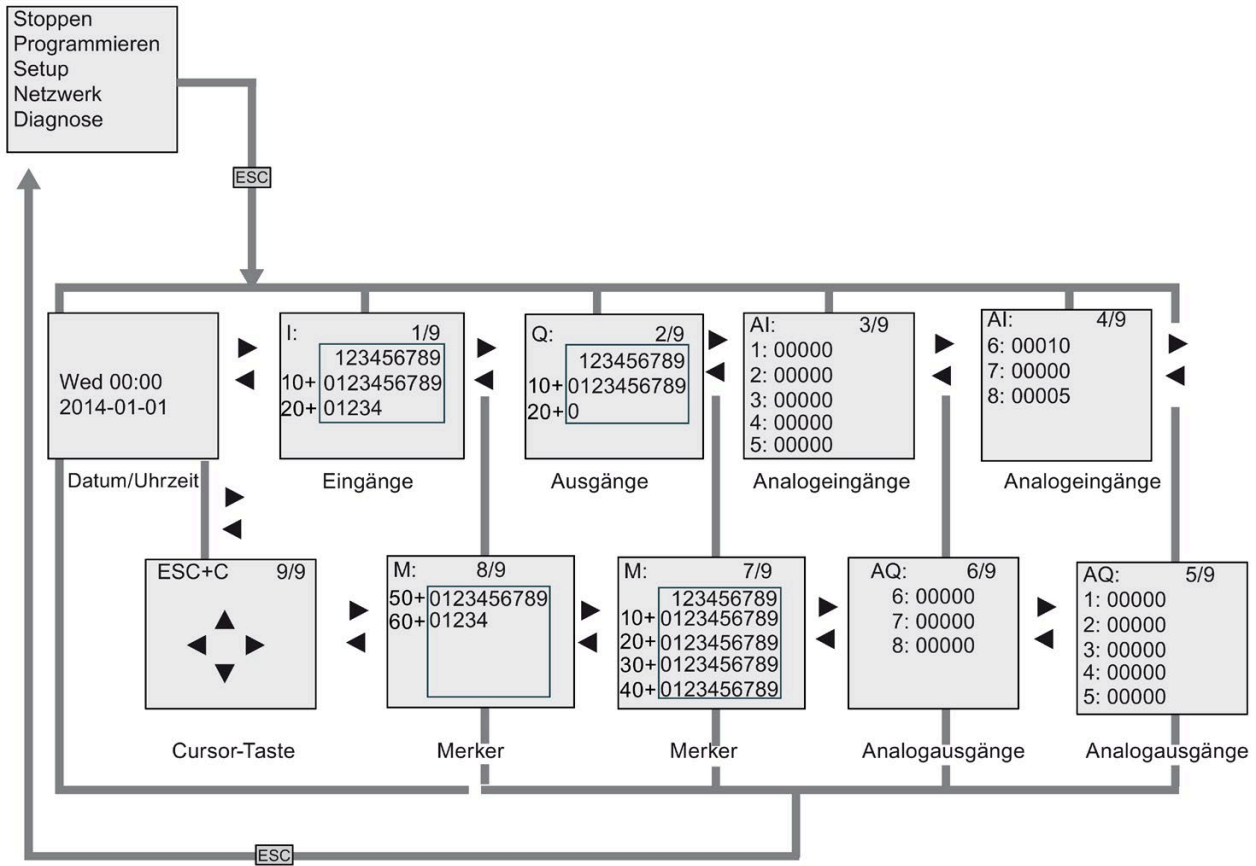 Stoppen
Programmieren
Setup
Netzwerk
Diagnose
ESC
Wed 00:00
2014-01-01
Datum/Uhrzeit
I: 1/9
123456789
10+0123456789
20+01234
Eingänge
Q: 2/9
123456789
10+0123456789
20+0
Ausgänge
AI: 3/9
1: 00000
2: 00000
3: 00000
4: 00000
5: 00000
Analogeingänge
AI: 4/9
6: 00010
7: 00000
8: 00005
Analogeingänge
ESC+C 9/9
Cursor-Taste
M: 8/9
50+0123456789
60+01234
Merker
M: 7/9
123456789
10+0123456789
20+0123456789
30+0123456789
40+0123456789
Merker
AQ: 6/9
6: 00000
7: 00000
8: 00000
Analogausgänge
AQ: 5/9
1: 00000
2: 00000
3: 00000
4: 00000
5: 00000
Analogausgänge
ESC